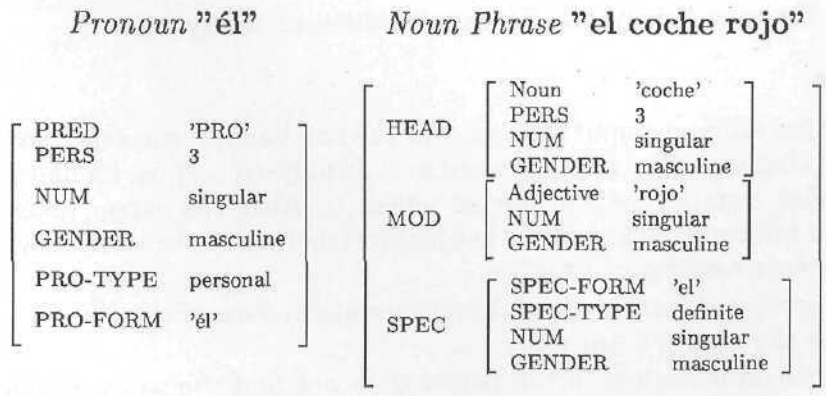 Pronoun "él"
PRED 'PRO'
PERS 3
NUM singular
GENDER masculine
PRO-TYPE personal
PRO-FORM 'él'
Noun Phrase "el coche rojo"
HEAD
Noun 'coche'
PERS 3
NUM singular
GENDER masculine
MOD
Adjective 'rojo'
NUM singular
GENDER masculine
SPEC
SPEC-FORM 'el'
SPEC-TYPE definite
NUM singular
GENDER masculine